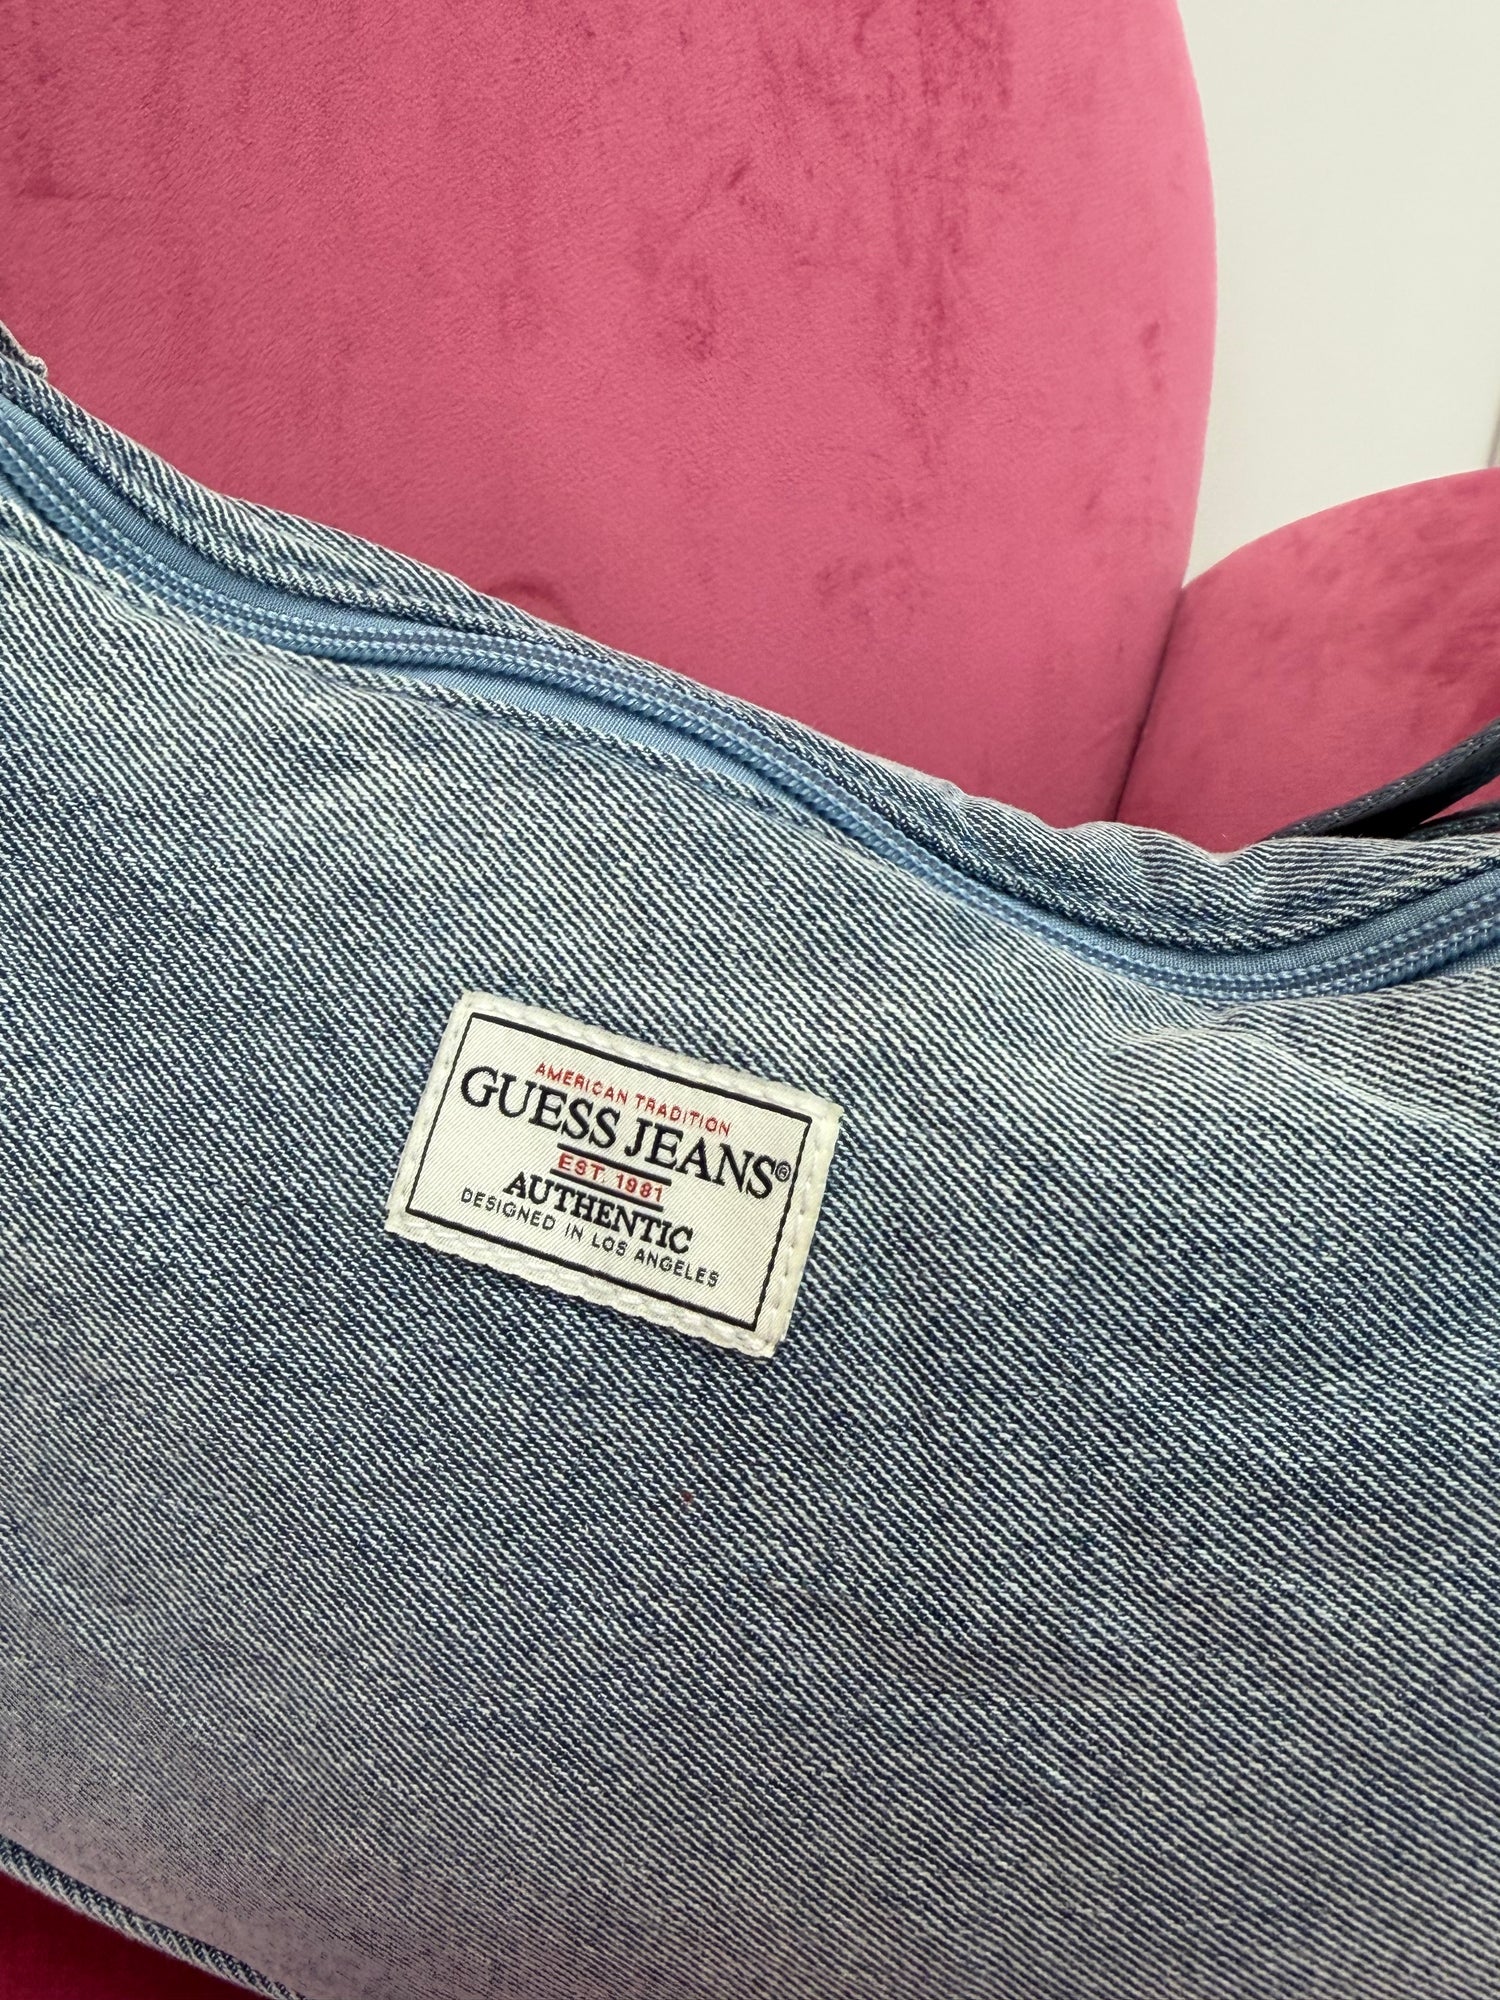 AMERICAN TRADITION
GUESS JEANS®
EST. 1981
AUTHENTIC
DESIGNED IN LOS ANGELES